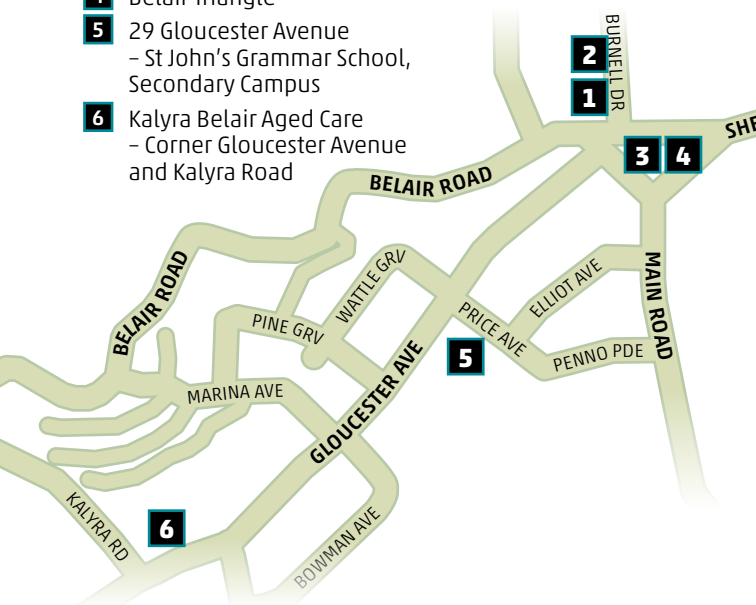 4 Belair Triangle
5 29 Gloucester Avenue
– St John's Grammar School,
Secondary Campus
6 Kalyra Belair Aged Care
– Corner Gloucester Avenue
and Kalyra Road
BURNELL DR
2
1
SHE
3 4
BELAIR ROAD
BELAIR ROAD
WATTLE GRV
ELLIOT AVE
MAIN ROAD
PINE GRV
PRICE AVE
5
PENNO PDE
MARINA AVE
GLOUCESTER AVE
KALYRA RD
6
BOWMAN AVE